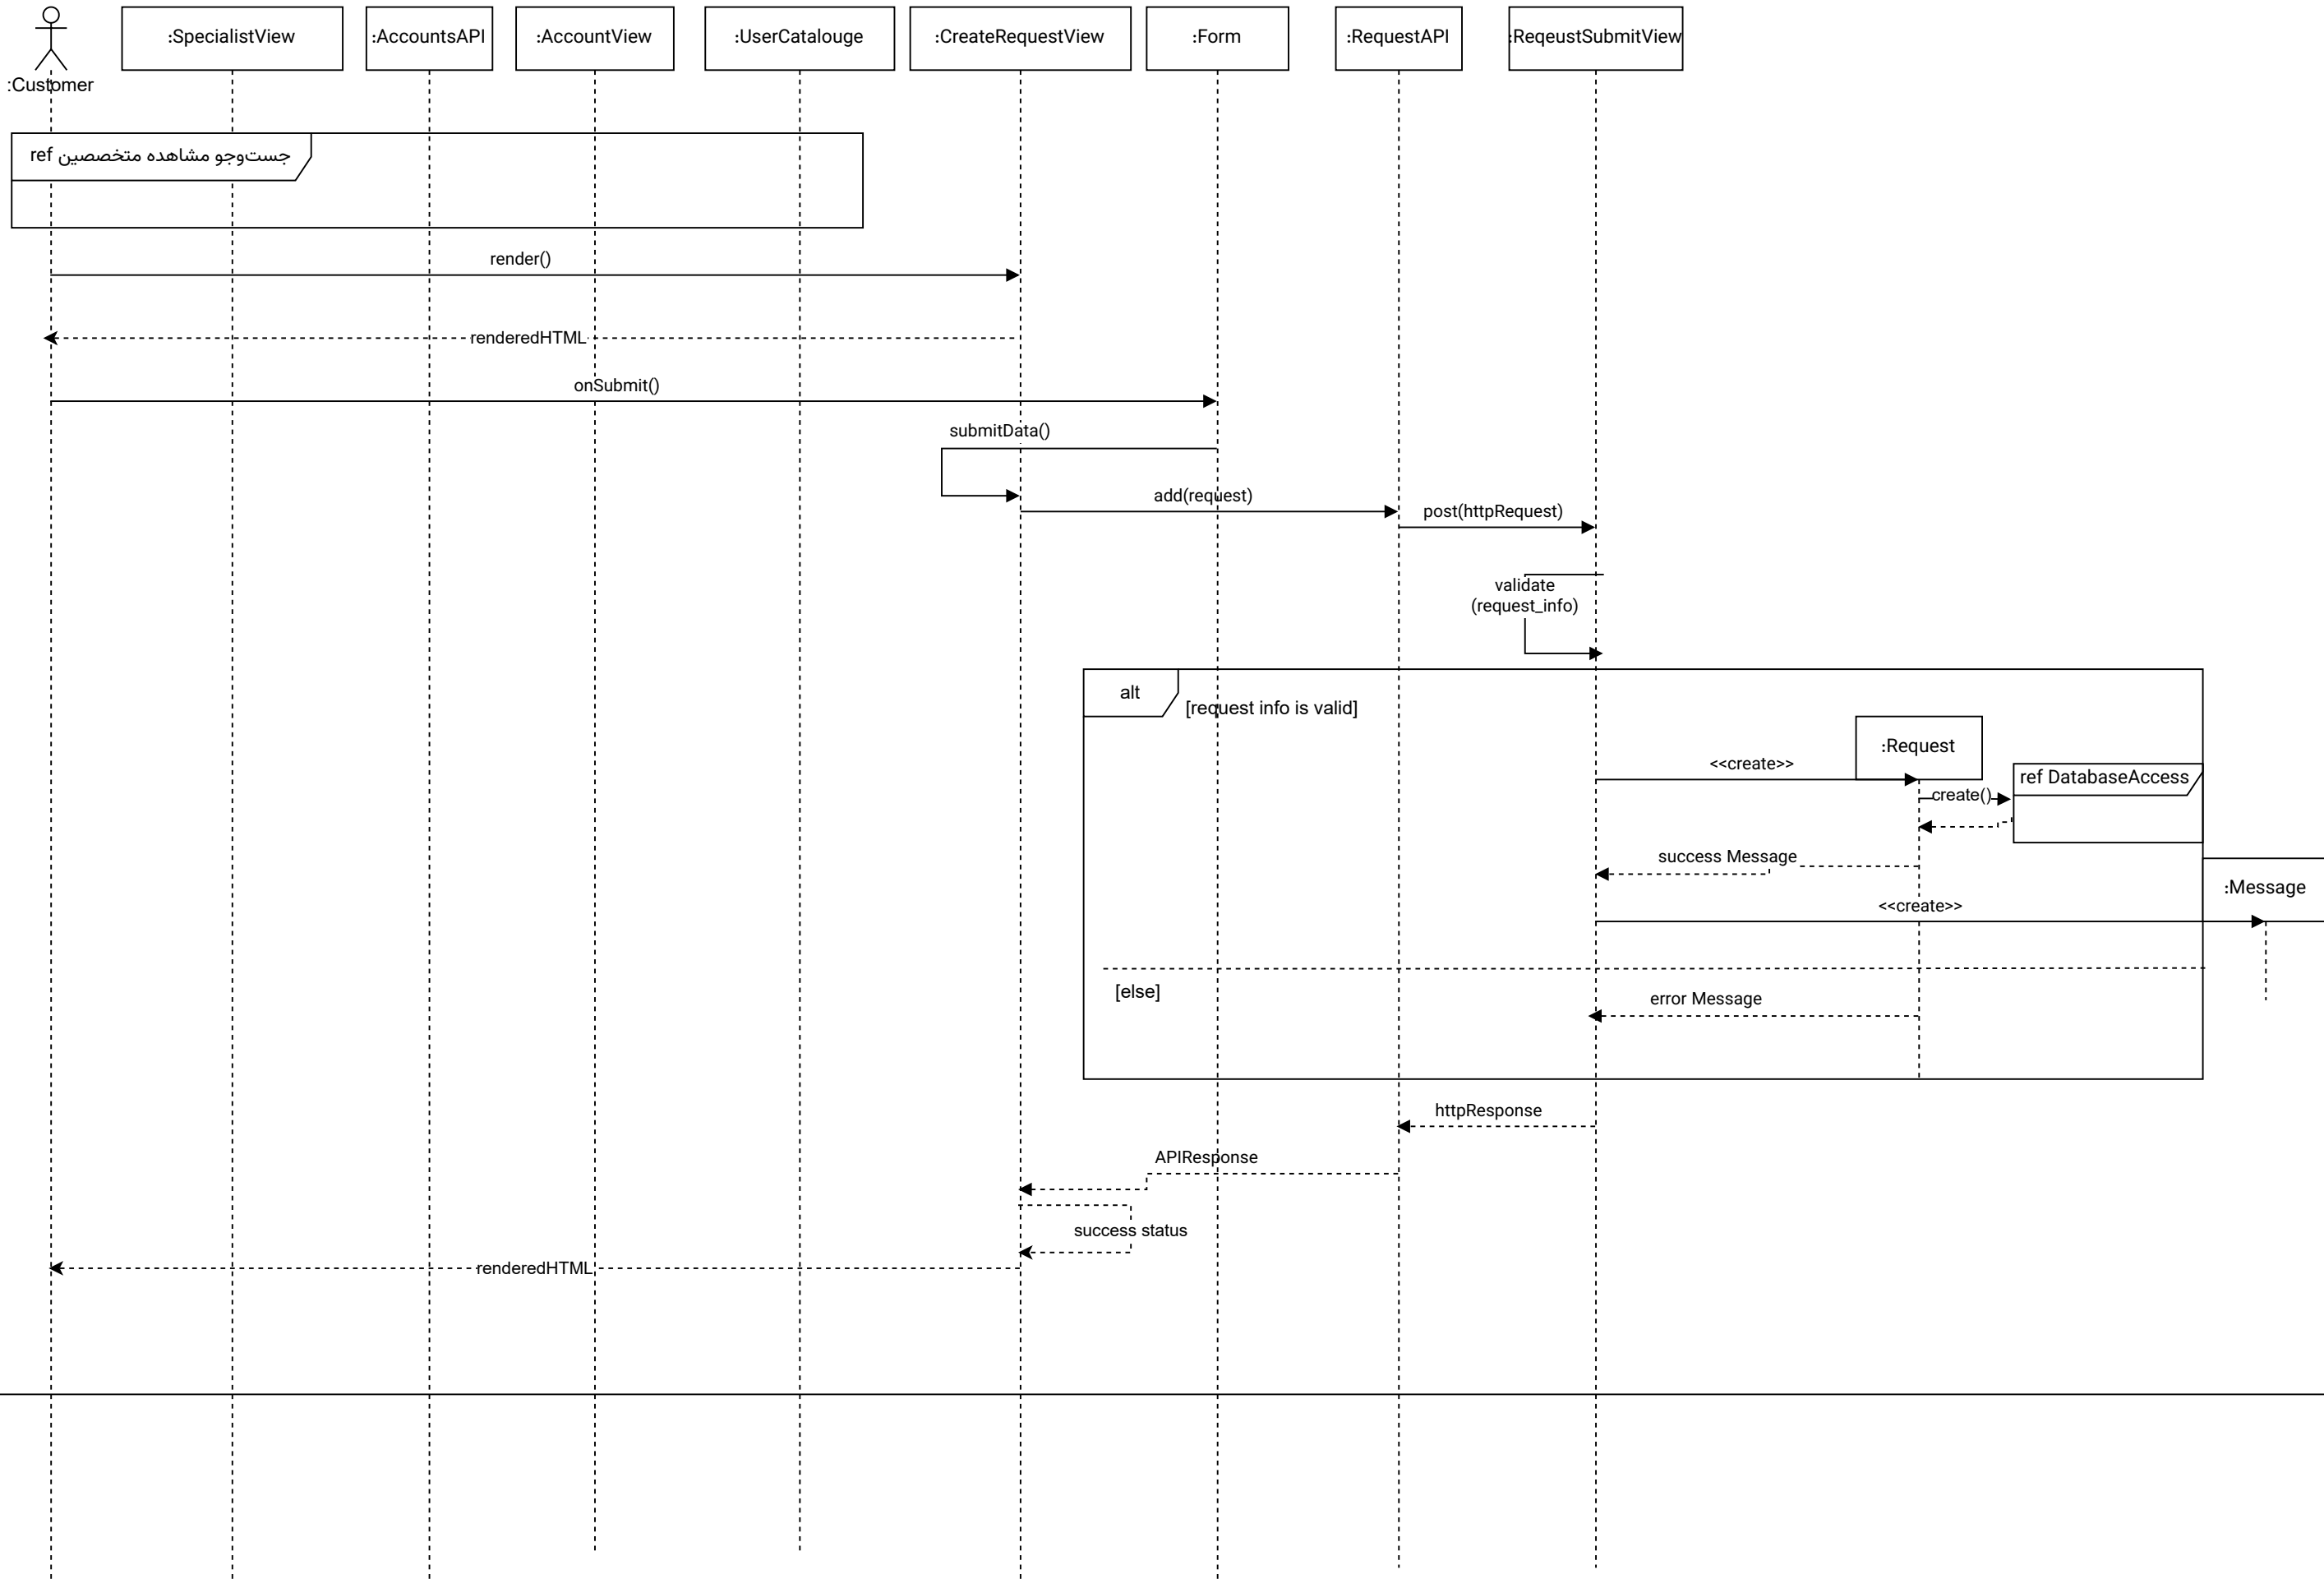 :Customer
:SpecialistView
:AccountsAPI
:AccountView
:UserCatalouge
:CreateRequestView
:Form
:RequestAPI
:ReqeustSubmitView
ref جست‌وجو مشاهده متخصصین
render()
renderedHTML
onSubmit()
submitData()
add(request)
post(httpRequest)
validate
(request_info)
alt
[request info is valid]
:Request
<<create>>
ref DatabaseAccess
create()
success Message
:Message
<<create>>
[else]
error Message
httpResponse
APIResponse
success status
renderedHTML